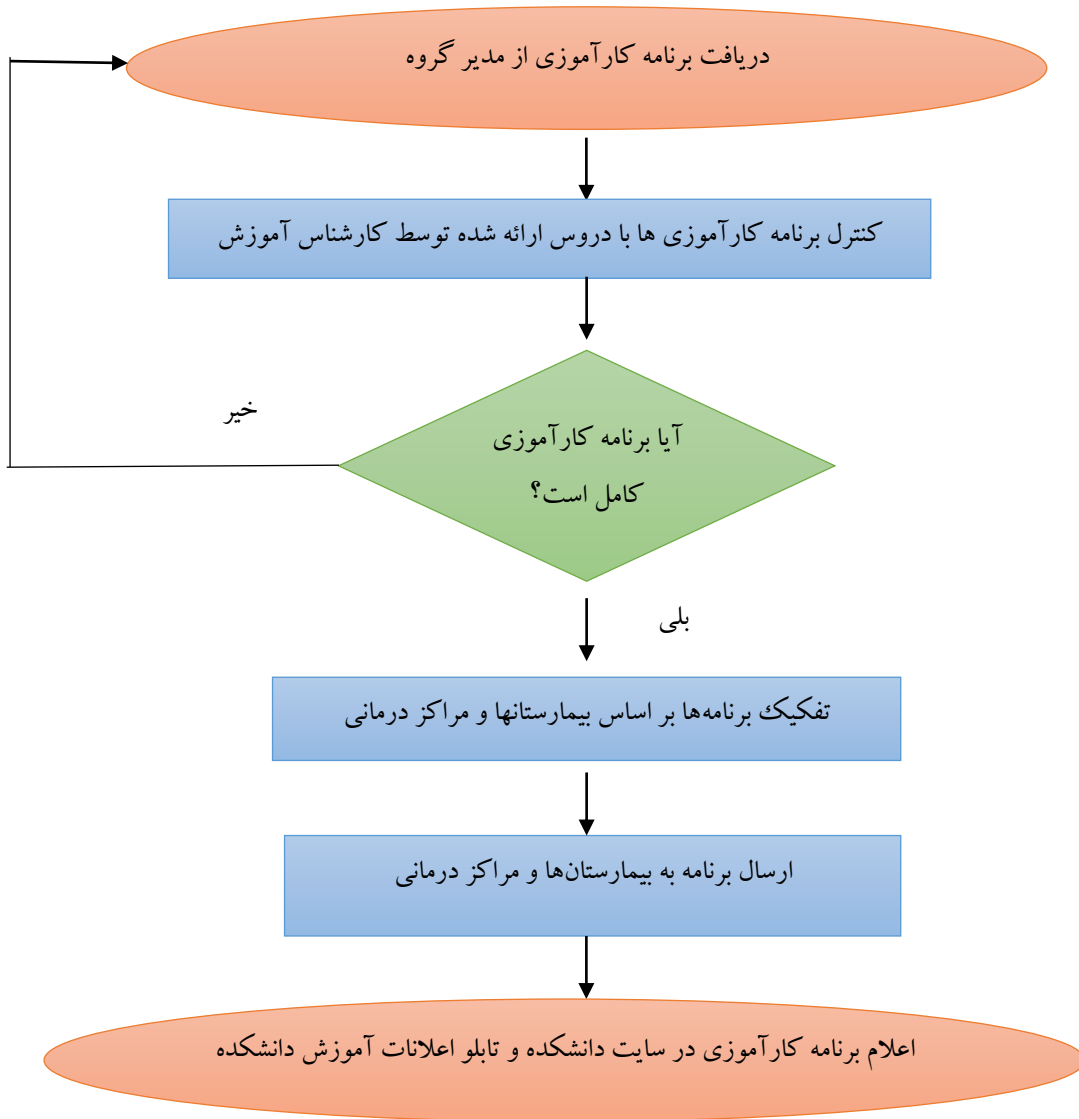 دریافت برنامه کارآموزی از مدیر گروه
کنترل برنامه کارآموزی ها با دروس ارائه شده توسط کارشناس آموزش
آیا برنامه کارآموزی
کامل است؟
خیر
بلی
تفکیک برنامه‌ها بر اساس بیمارستانها و مراکز درمانی
ارسال برنامه به بیمارستان‌ها و مراکز درمانی
اعلام برنامه کارآموزی در سایت دانشکده و تابلو اعلانات آموزش دانشکده